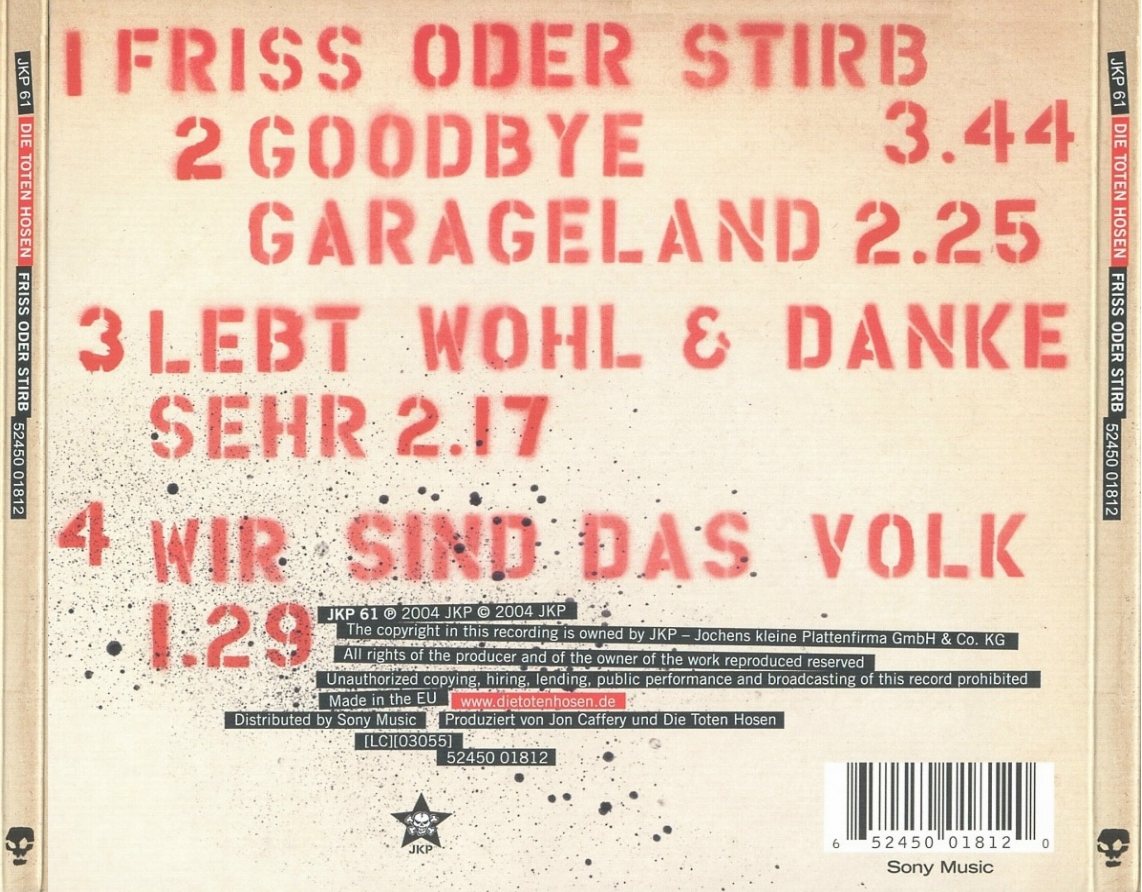 1 FRISS ODER STIRB
3.44
2 GOODBYE
GARAGELAND 2.25
3 LEBT WOHL & DANKE
SEHR 2.17
4 WIR SIND DAS VOLK
1.29
JKP 61 ℗ 2004 JKP © 2004 JKP
The copyright in this recording is owned by JKP – Jochens kleine Plattenfirma GmbH & Co. KG
All rights of the producer and of the owner of the work reproduced reserved
Unauthorized copying, hiring, lending, public performance and broadcasting of this record prohibited
Made in the EU www.dietotenhosen.de
Distributed by Sony Music Produziert von Jon Caffery und Die Toten Hosen
[LC][03055]
52450 01812
JKP
6 52450 01812 0
Sony Music
JKP 61 DIE TOTEN HOSEN FRISS ODER STIRB 52450 01812
JKP 61 DIE TOTEN HOSEN FRISS ODER STIRB 52450 01812